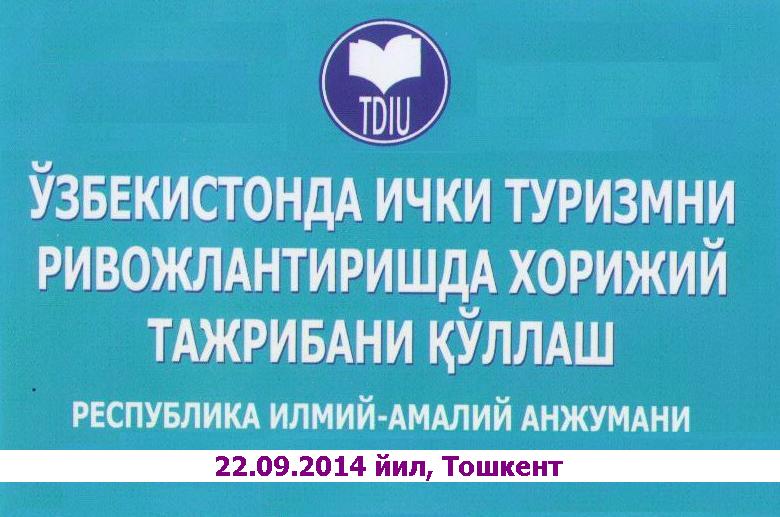 TDIU
ЎЗБЕКИСТОНДА ИЧКИ ТУРИЗМНИ
РИВОЖЛАНТИРИШДА ХОРИЖИЙ
ТАЖРИБАНИ ҚЎЛЛАШ
РЕСПУБЛИКА ИЛМИЙ-АМАЛИЙ АНЖУМАНИ
22.09.2014 йил, Тошкент